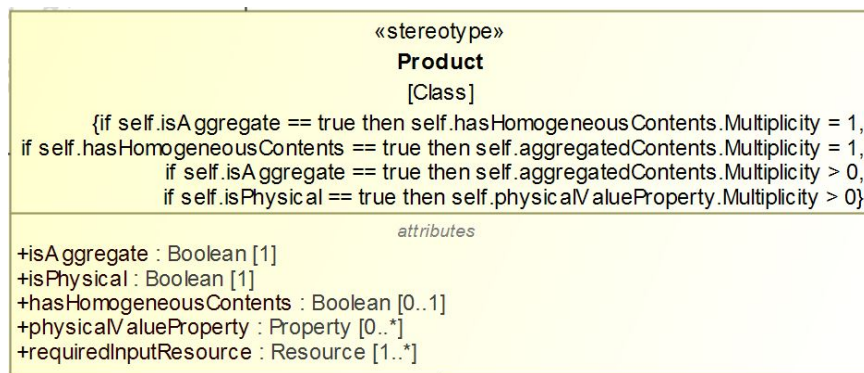 «stereotype»
Product
[Class]
{if self.isAggregate == true then self.hasHomogeneousContents.Multiplicity = 1,
if self.hasHomogeneousContents == true then self.aggregatedContents.Multiplicity = 1,
if self.isAggregate == true then self.aggregatedContents.Multiplicity > 0,
if self.isPhysical == true then self.physicalValueProperty.Multiplicity > 0}
attributes
+isAggregate : Boolean [1]
+isPhysical : Boolean [1]
+hasHomogeneousContents : Boolean [0..1]
+physicalValueProperty : Property [0..*]
+requiredInputResource : Resource [1..*]